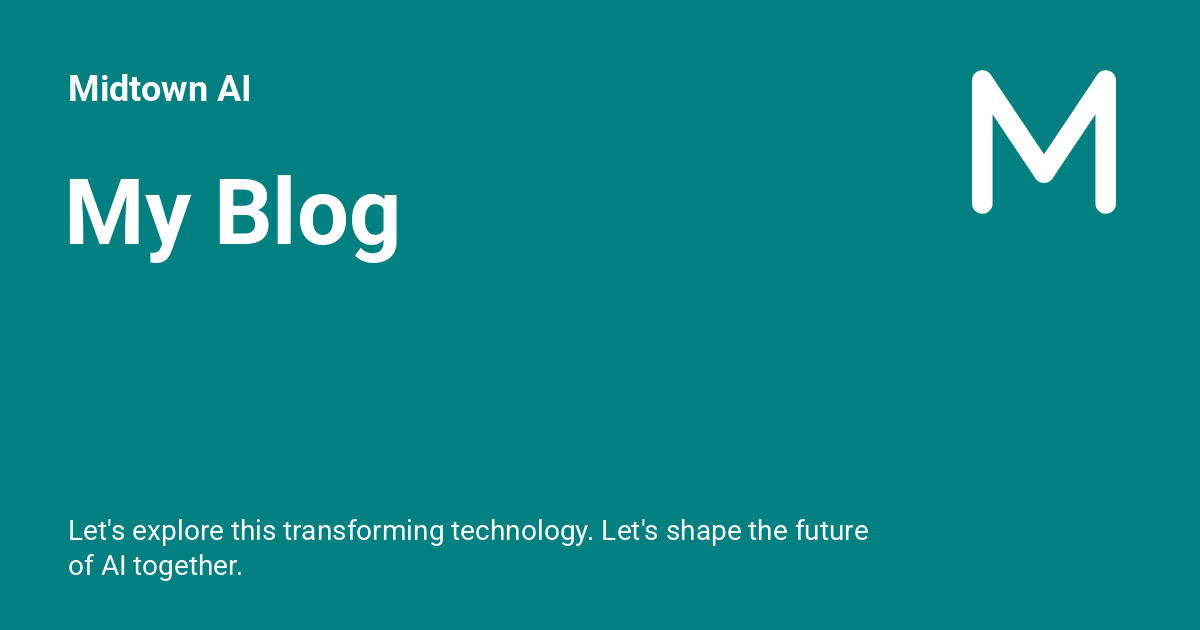 Midtown AI
M
My Blog
Let's explore this transforming technology. Let's shape the future
of AI together.